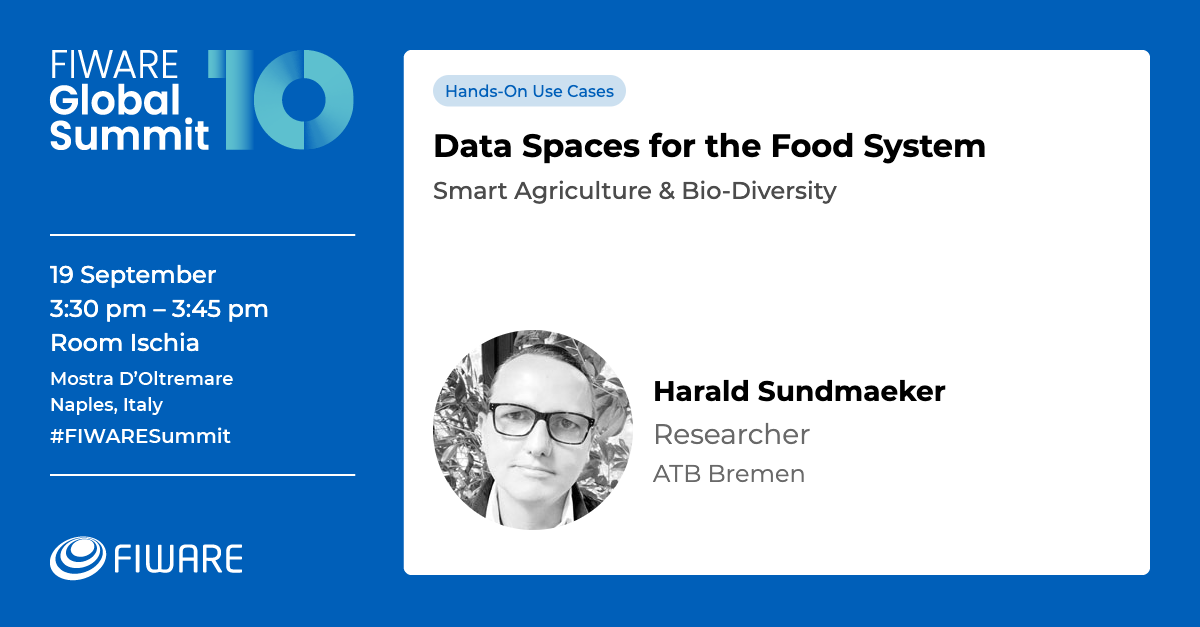 FIWARE
Global
Summit
10
19 September
3:30 pm – 3:45 pm
Room Ischia
Mostra D’Oltremare
Naples, Italy
#FIWARESummit
FIWARE
Hands-On Use Cases
Data Spaces for the Food System
Smart Agriculture & Bio-Diversity
Harald Sundmaeker
Researcher
ATB Bremen